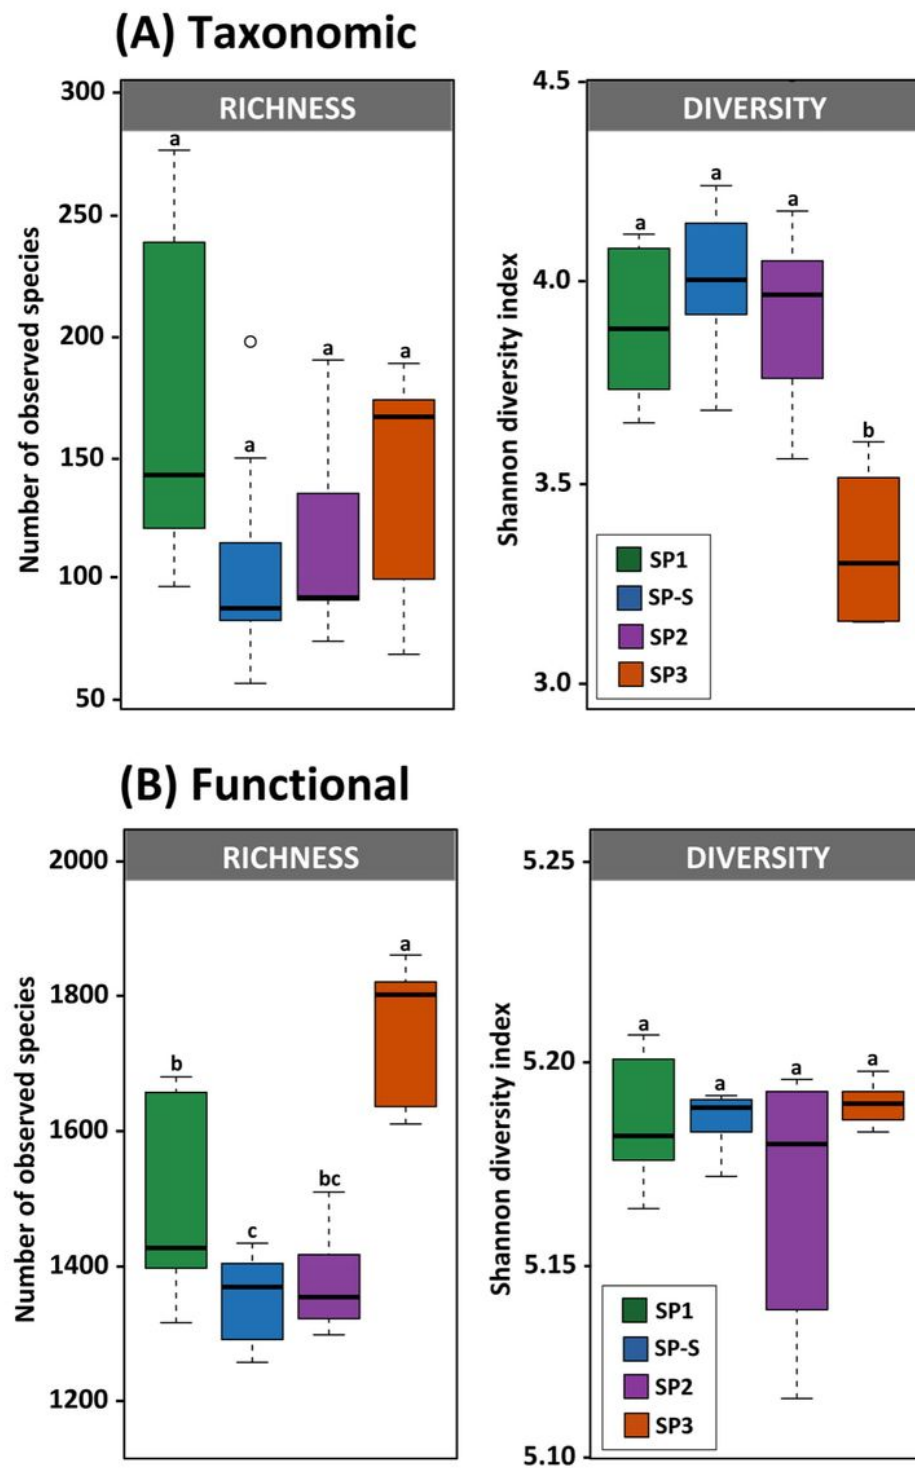 (A) Taxonomic
RICHNESS
Number of observed species
300
250
200
150
100
50
a
a
a
a
DIVERSITY
Shannon diversity index
4.5
4.0
3.5
3.0
a
a
a
b
SP1
SP-S
SP2
SP3
(B) Functional
RICHNESS
Number of observed species
2000
1800
1600
1400
1200
b
c
bc
a
DIVERSITY
Shannon diversity index
5.25
5.20
5.15
5.10
a
a
a
a
SP1
SP-S
SP2
SP3